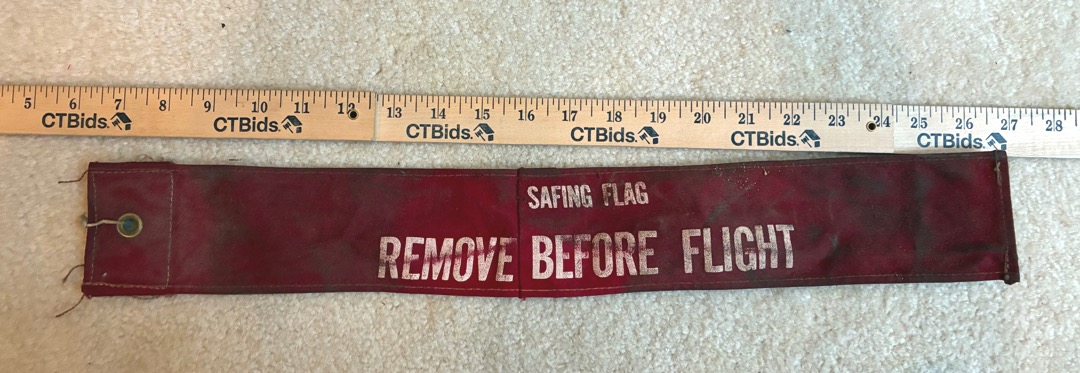 5 6 7 8 9 10 11 12 13 14 15 16 17 18 19 20 21 22 23 24 25 26 27 28
CTBids. CTBids. CTBids. CTBids. CTBids. CTBids.
SAFING FLAG
REMOVE BEFORE FLIGHT